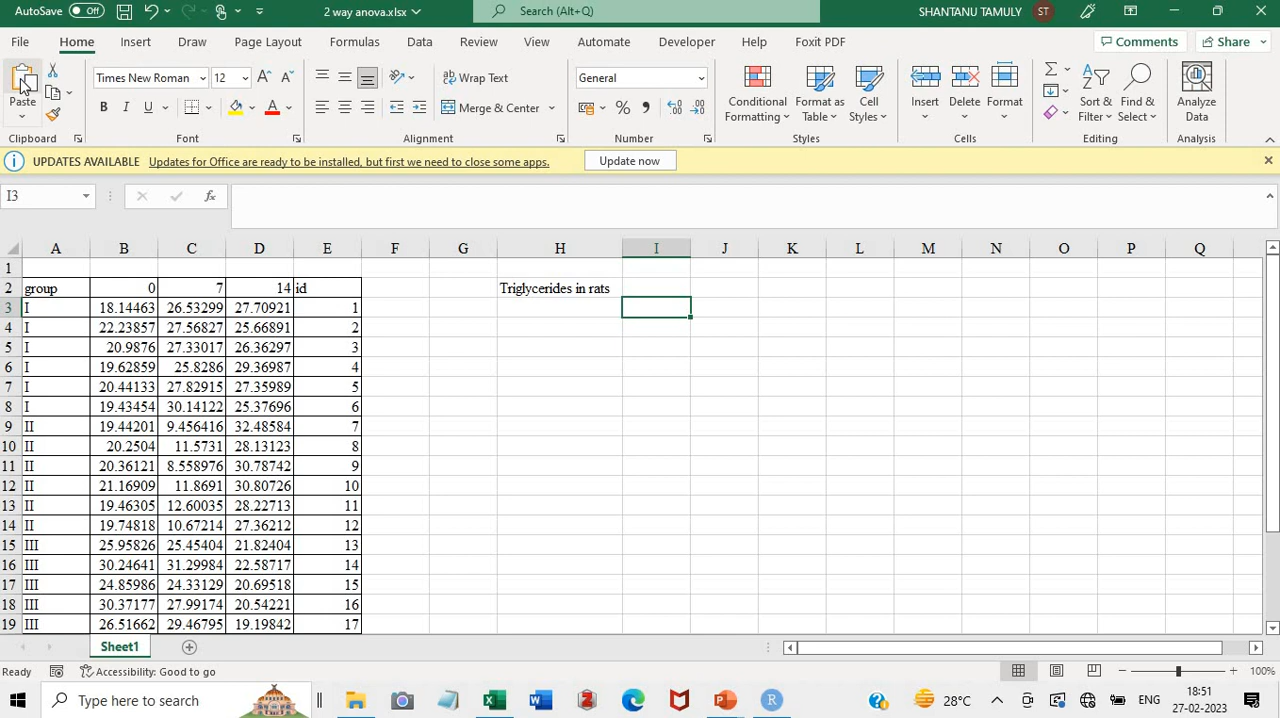 AutoSave Off 2 way anova.xlsx Search (Alt+Q) SHANTANU TAMULY ST
File Home Insert Draw Page Layout Formulas Data Review View Automate Developer Help Foxit PDF Comments Share
Paste Times New Roman 12 Wrap Text General Conditional Formatting Format as Table Cell Styles Insert Delete Format Sort & Filter Find & Select Analyze Data
B I U Merge & Center
Clipboard Font Alignment Number Styles Cells Editing Analysis
UPDATES AVAILABLE Updates for Office are ready to be installed, but first we need to close some apps. Update now
I3 fx
A B C D E F G H I J K L M N O P Q
1
2 group 0 7 14 id Triglycerides in rats
3 I 18.14463 26.53299 27.70921 1
4 I 22.23857 27.56827 25.66891 2
5 I 20.9876 27.33017 26.36297 3
6 I 19.62859 25.8286 29.36987 4
7 I 20.44133 27.82915 27.35989 5
8 I 19.43454 30.14122 25.37696 6
9 II 19.44201 9.456416 32.48584 7
10 II 20.2504 11.5731 28.13123 8
11 II 20.36121 8.558976 30.78742 9
12 II 21.16909 11.8691 30.80726 10
13 II 19.46305 12.60035 28.22713 11
14 II 19.74818 10.67214 27.36212 12
15 III 25.95826 25.45404 21.82404 13
16 III 30.24641 31.29984 22.58717 14
17 III 24.85986 24.33129 20.69518 15
18 III 30.37177 27.99174 20.54221 16
19 III 26.51662 29.46795 19.19842 17
Sheet1
Ready Accessibility: Good to go 100%
Type here to search 28°C ENG 18:51
27-02-2023